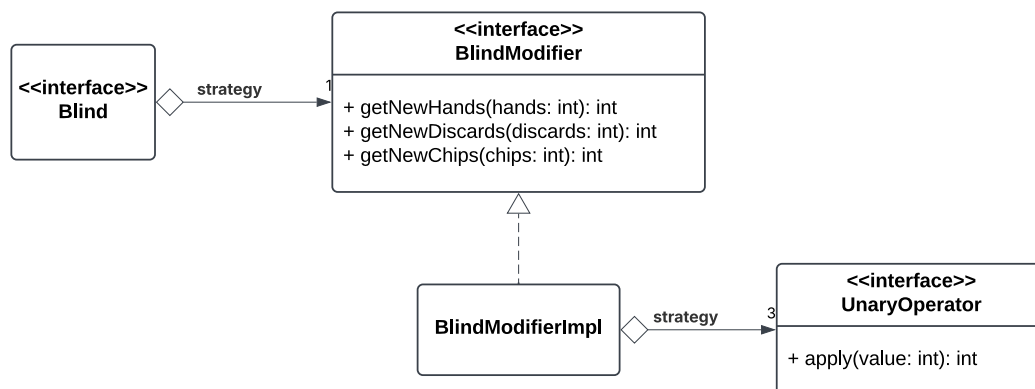 <<interface>>
BlindModifier
<<interface>>
Blind
strategy
1
+ getNewHands(hands: int): int
+ getNewDiscards(discards: int): int
+ getNewChips(chips: int): int
<<interface>>
UnaryOperator
BlindModifierImpl
strategy
3
+ apply(value: int): int